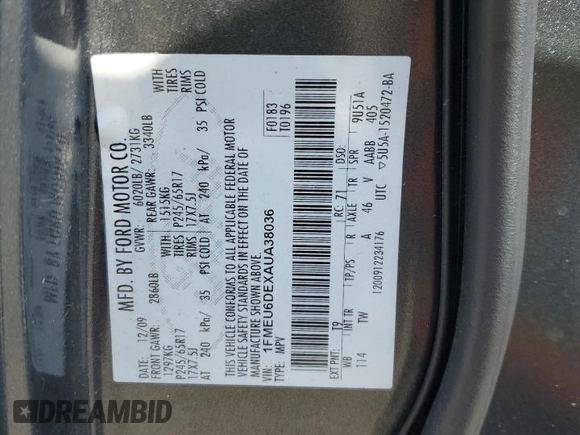 MFD. BY FORD MOTOR CO.
12/09 GVWR: 6020LB/ 2731KG
FRONT GAWR: 2860LB REAR GAWR: 3340LB
1297KG 1515KG WITH
P245/65R17 P245/65R17 TIRES
17X7.5J 17X7.5J RIMS
AT 240 kPa/ 35 PSI COLD AT 240 kPa/ 35 PSI COLD
WITH
TIRES
RIMS
THIS VEHICLE CONFORMS TO ALL APPLICABLE FEDERAL MOTOR
VEHICLE SAFETY STANDARDS IN EFFECT ON THE DATE OF
MANUFACTURE SHOWN ABOVE.
VIN: 1FMEU6DEXAUA38036
TYPE: MPV
F0183
T0196
EXT PNT: T9 RC: 71 DSO:
WB INT TR TP/PS R AXLE TR SPR 9U51A
114 TW A 46 V AABB 405
1200912234176 UTC ▽5U5A-1520472-BA
DREAMBID